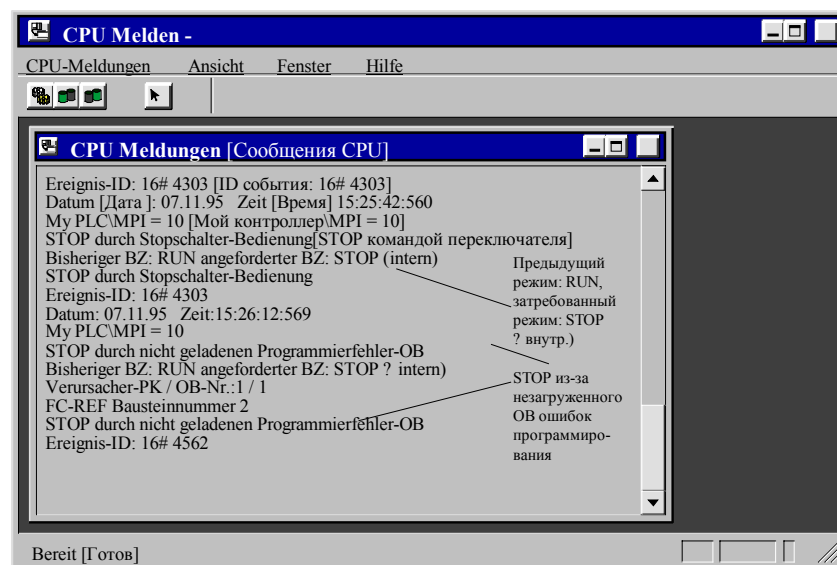 CPU Melden -
CPU-Meldungen Ansicht Fenster Hilfe
CPU Meldungen [Сообщения CPU]
Ereignis-ID: 16# 4303 [ID события: 16# 4303]
Datum [Дата ]: 07.11.95 Zeit [Время] 15:25:42:560
My PLC\MPI = 10 [Мой контроллер\MPI = 10]
STOP durch Stopschalter-Bedienung[STOP командой переключателя]
Bisheriger BZ: RUN angeforderter BZ: STOP (intern)
STOP durch Stopschalter-Bedienung
Ereignis-ID: 16# 4303
Datum: 07.11.95 Zeit:15:26:12:569
My PLC\MPI = 10
STOP durch nicht geladenen Programmierfehler-OB
Bisheriger BZ: RUN angeforderter BZ: STOP ? intern)
Verursacher-PK / OB-Nr.:1 / 1
FC-REF Bausteinnummer 2
STOP durch nicht geladenen Programmierfehler-OB
Ereignis-ID: 16# 4562
Предыдущий
режим: RUN,
затребованный
режим: STOP
? внутр.)
STOP из-за
незагруженного
OB ошибок
программиро-
вания
Bereit [Готов]